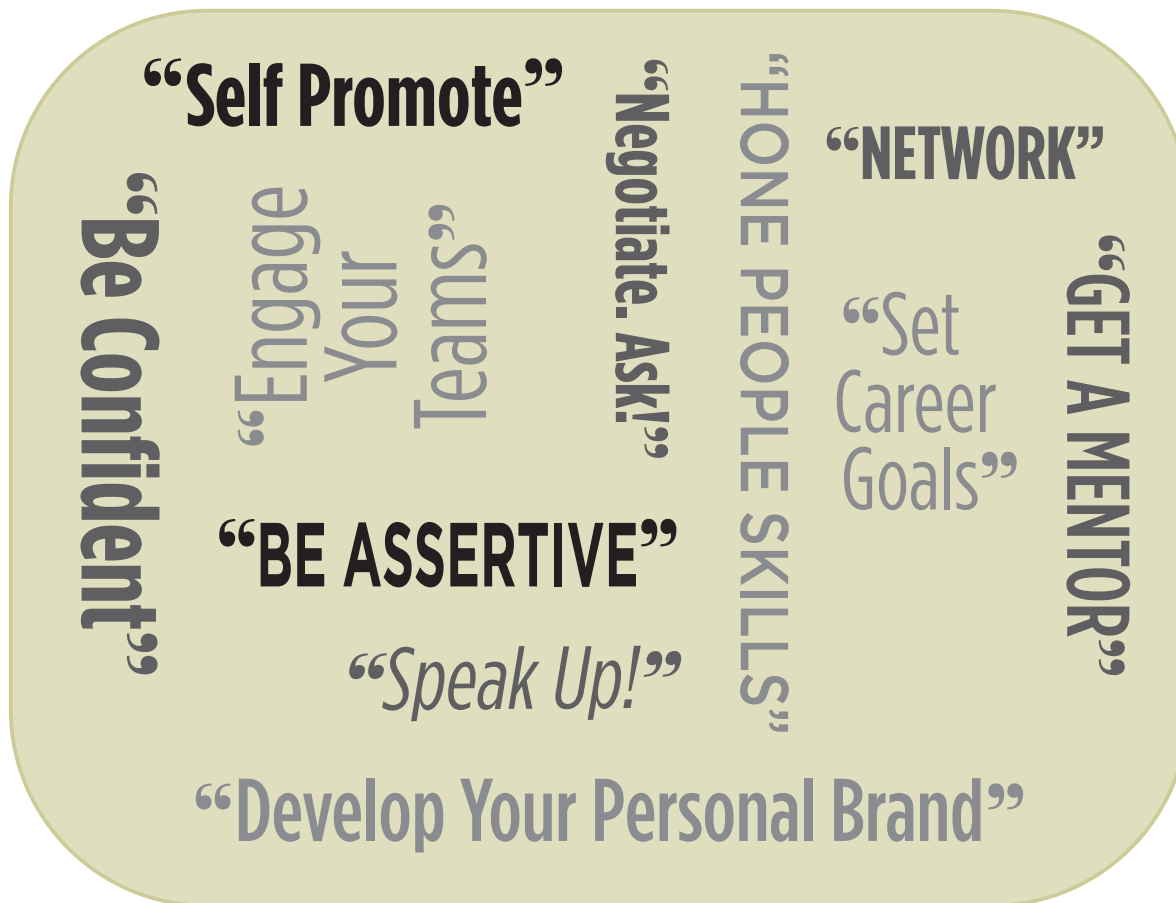 “Self Promote”
“Negotiate. Ask!”
“HONE PEOPLE SKILLS”
“NETWORK”
“Be Confident”
“Engage
Your
Teams”
“Set
Career
Goals”
“GET A MENTOR”
“BE ASSERTIVE”
“Speak Up!”
“Develop Your Personal Brand”